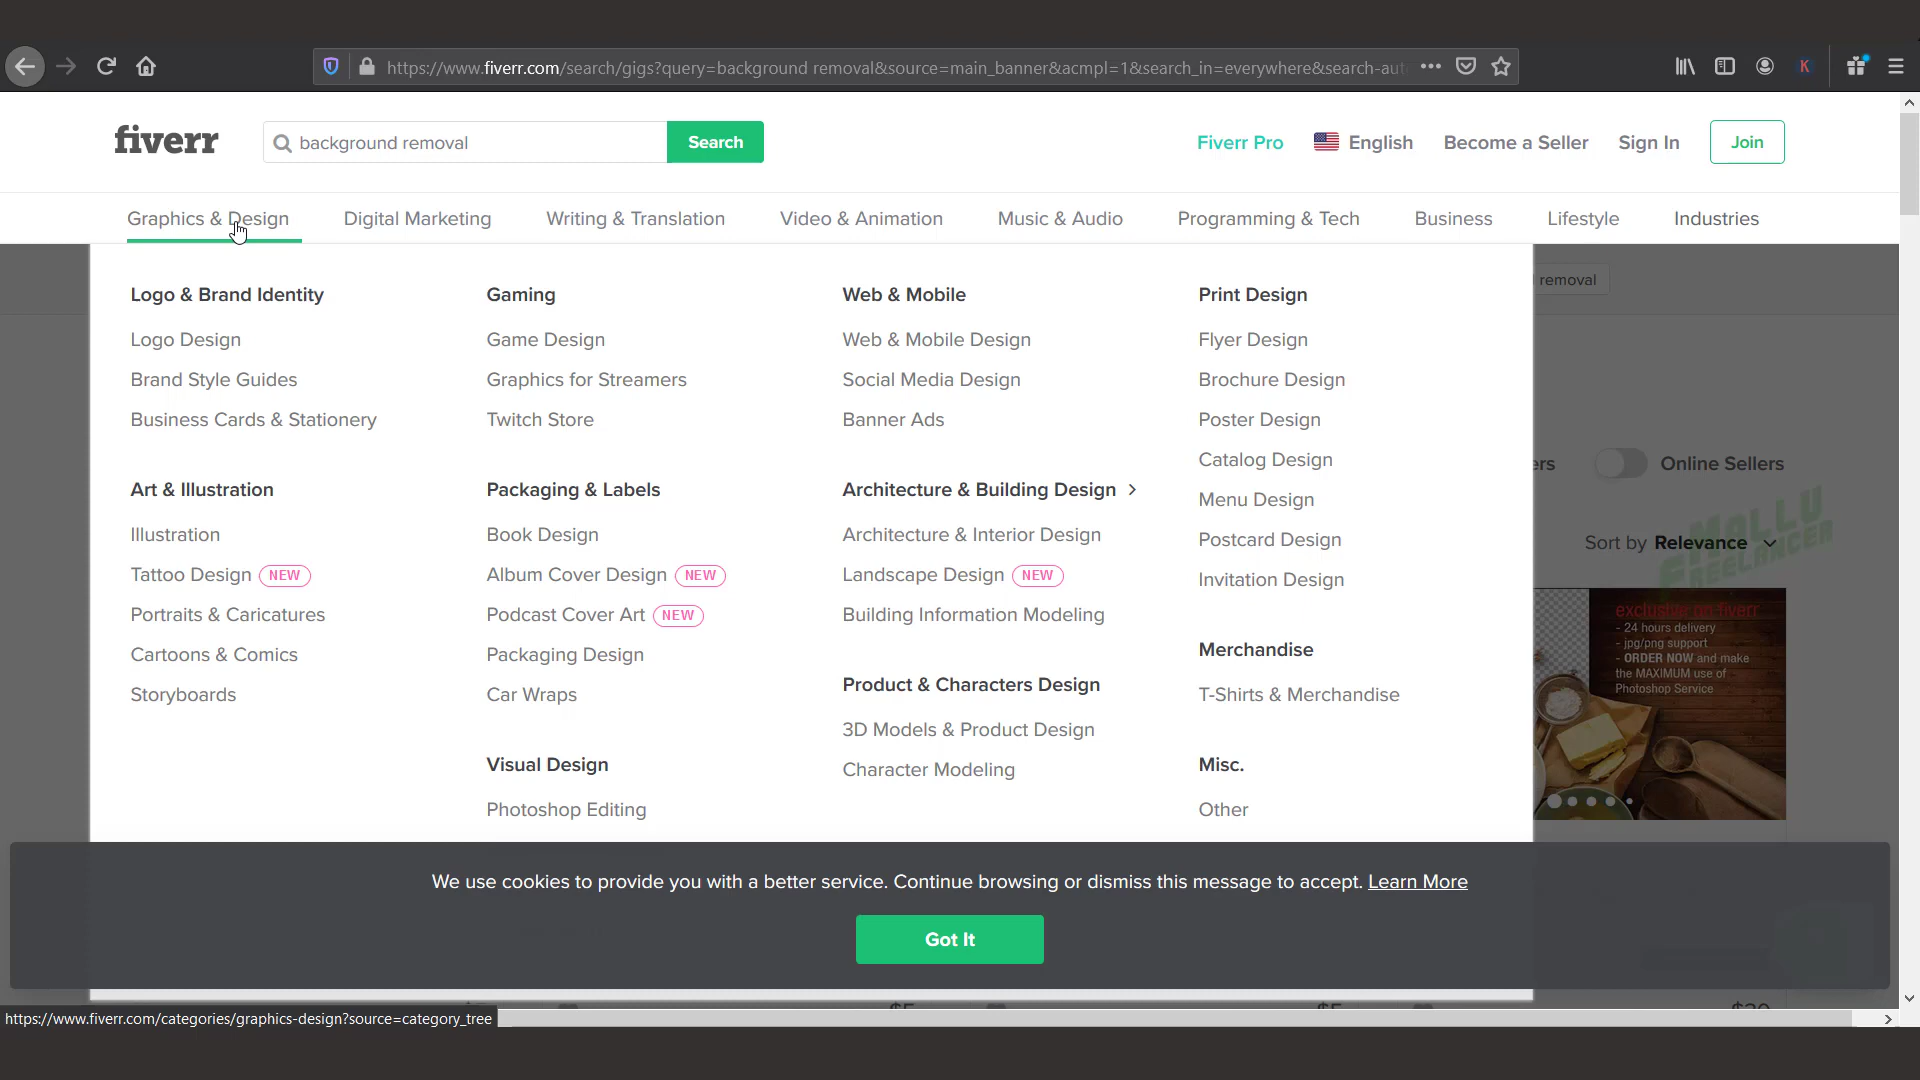 https://www.fiverr.com/search/gigs?query=background removal&source=main_banner&acmpl=1&search_in=everywhere&search-aut
K
fiverr
background removal
Search
Fiverr Pro
English
Become a Seller
Sign In
Join
Graphics & Design
Digital Marketing
Writing & Translation
Video & Animation
Music & Audio
Programming & Tech
Business
Lifestyle
Industries
removal
Logo & Brand Identity
Logo Design
Brand Style Guides
Business Cards & Stationery
Art & Illustration
Illustration
Tattoo Design NEW
Portraits & Caricatures
Cartoons & Comics
Storyboards
Gaming
Game Design
Graphics for Streamers
Twitch Store
Packaging & Labels
Book Design
Album Cover Design NEW
Podcast Cover Art NEW
Packaging Design
Car Wraps
Visual Design
Photoshop Editing
Web & Mobile
Web & Mobile Design
Social Media Design
Banner Ads
Architecture & Building Design
Architecture & Interior Design
Landscape Design NEW
Building Information Modeling
Product & Characters Design
3D Models & Product Design
Character Modeling
Print Design
Flyer Design
Brochure Design
Poster Design
Catalog Design
Menu Design
Postcard Design
Invitation Design
Merchandise
T-Shirts & Merchandise
Misc.
Other
ers
Online Sellers
Sort by Relevance
MALLU
FREELANCER
exclusive on fiverr
- 24 hours delivery
- jpg/png support
- ORDER NOW and make
the MAXIMUM use of
Photoshop Service
We use cookies to provide you with a better service. Continue browsing or dismiss this message to accept. Learn More
Got It
https://www.fiverr.com/categories/graphics-design?source=category_tree